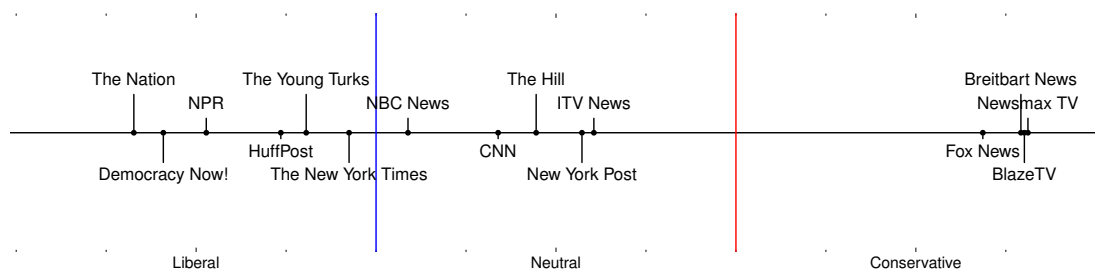 The Nation
The Young Turks
The Hill
Breitbart News
NPR
NBC News
ITV News
Newsmax TV
HuffPost
CNN
Fox News
Democracy Now!
The New York Times
New York Post
BlazeTV
Liberal
Neutral
Conservative